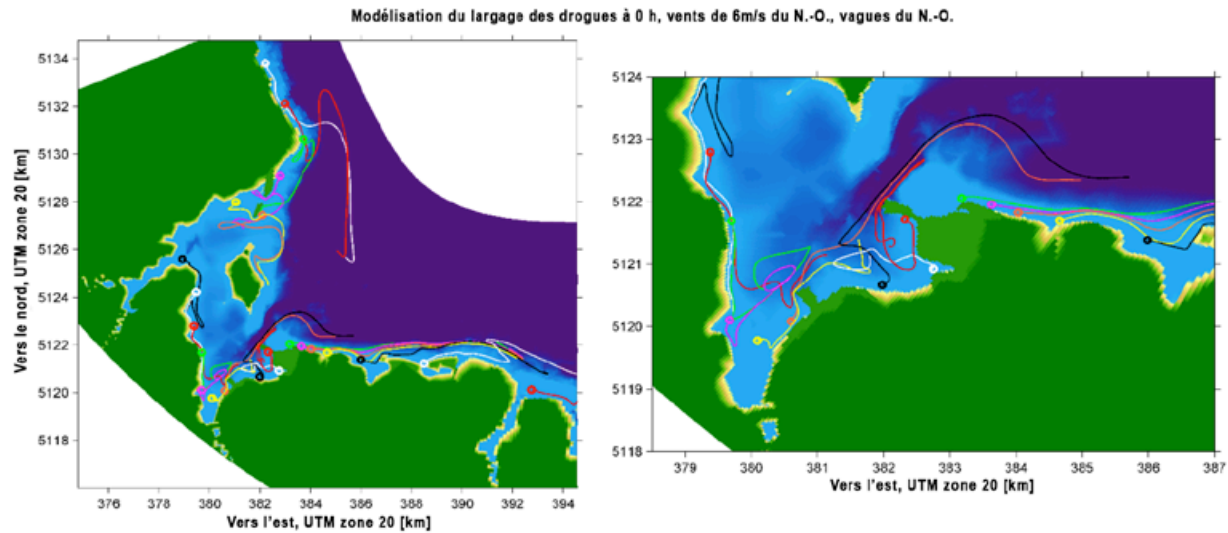 Modélisation du largage des drogues à 0 h, vents de 6m/s du N.-O., vagues du N.-O.
Vers le nord, UTM zone 20 [km]
5134
5132
5130
5128
5126
5124
5122
5120
5118
376 378 380 382 384 386 388 390 392 394
Vers l'est, UTM zone 20 [km]
5124
5123
5122
5121
5120
5119
5118
379 380 381 382 383 384 385 386 387
Vers l'est, UTM zone 20 [km]